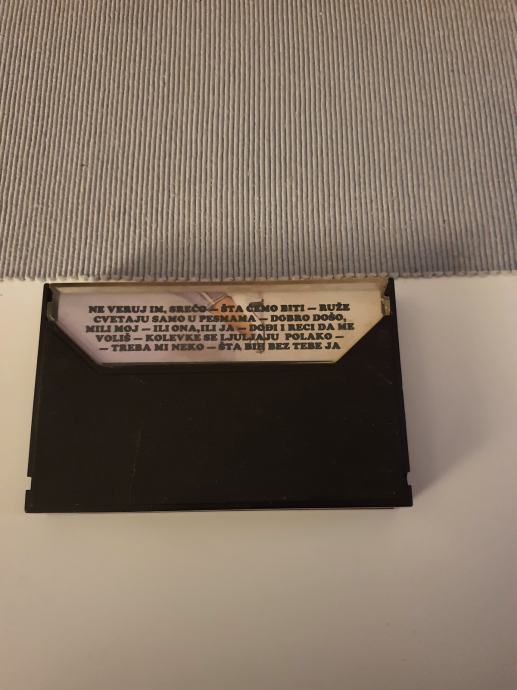 NE VERUJ IM, SREĆO — ŠTA ĆEMO BITI — RUŽE
CVETAJU SAMO U PESMAMA — DOBRO DOŠO,
MILI MOJ — ILI ONA, ILI JA — DOĐI I RECI DA ME
VOLIŠ — KOLEVKE SE LJULJAJU POLAKO —
— TREBA MI NEKO — ŠTA BIH BEZ TEBE JA